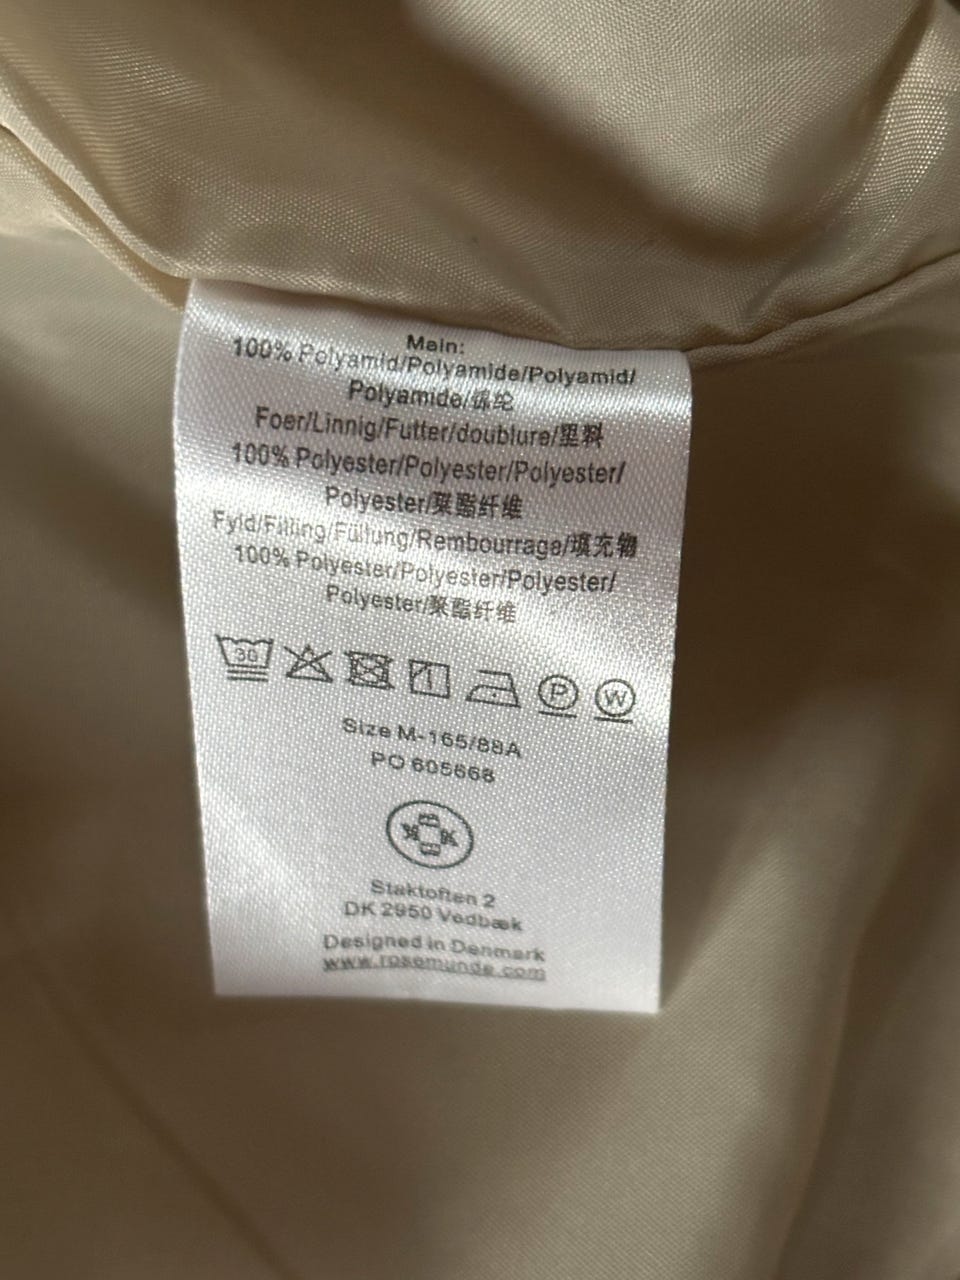 Main:
100% Polyamid/Polyamide/Polyamid/
Polyamide/锦纶
Foer/Linnig/Futter/doublure/里料
100% Polyester/Polyester/Polyester/
Polyester/聚酯纤维
Fyld/Filling/Füllung/Rembourrage/填充物
100% Polyester/Polyester/Polyester/
Polyester/聚酯纤维
30 P W
Size M-165/88A
PO 605668
Staktoften 2
DK 2950 Vedbæk
Designed in Denmark
www.rosemunde.com